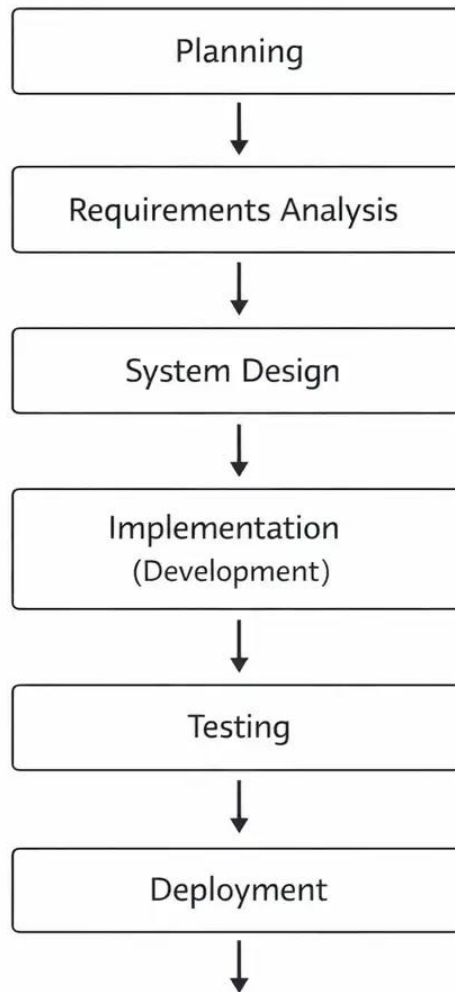 Planning
Requirements Analysis
System Design
Implementation
(Development)
Testing
Deployment